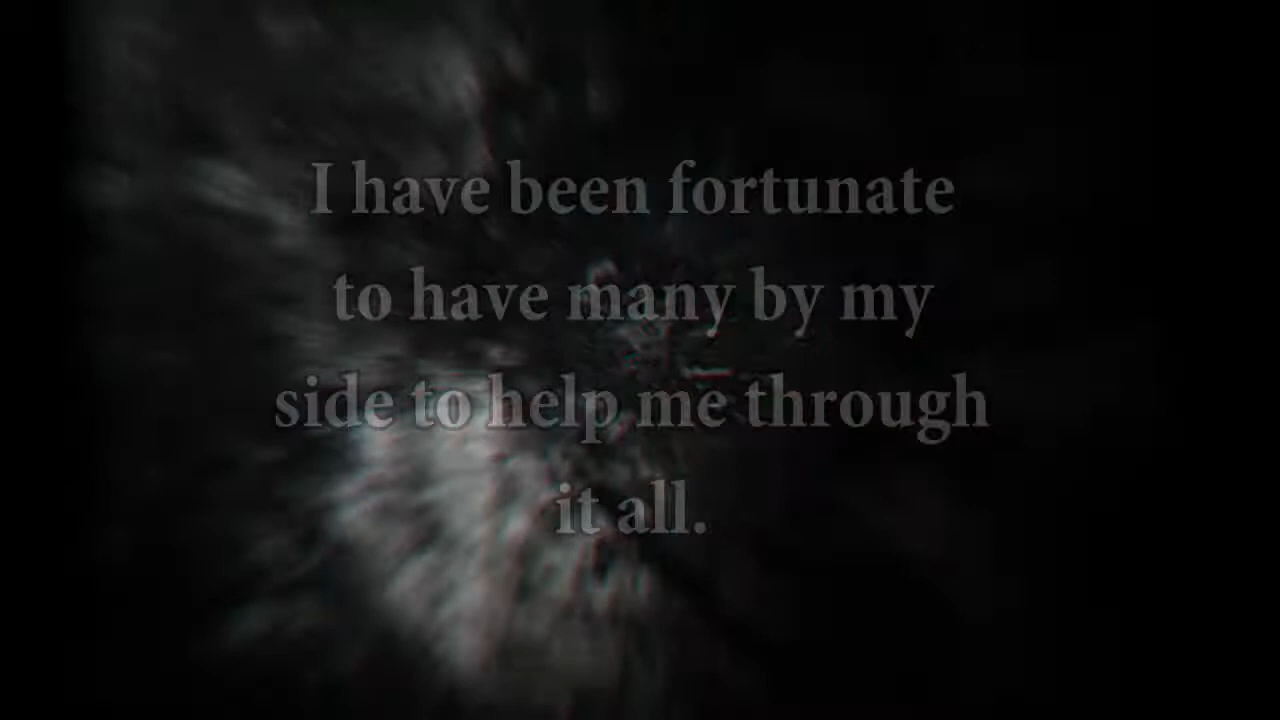 I have been fortunate
to have many by my
side to help me through
it all.